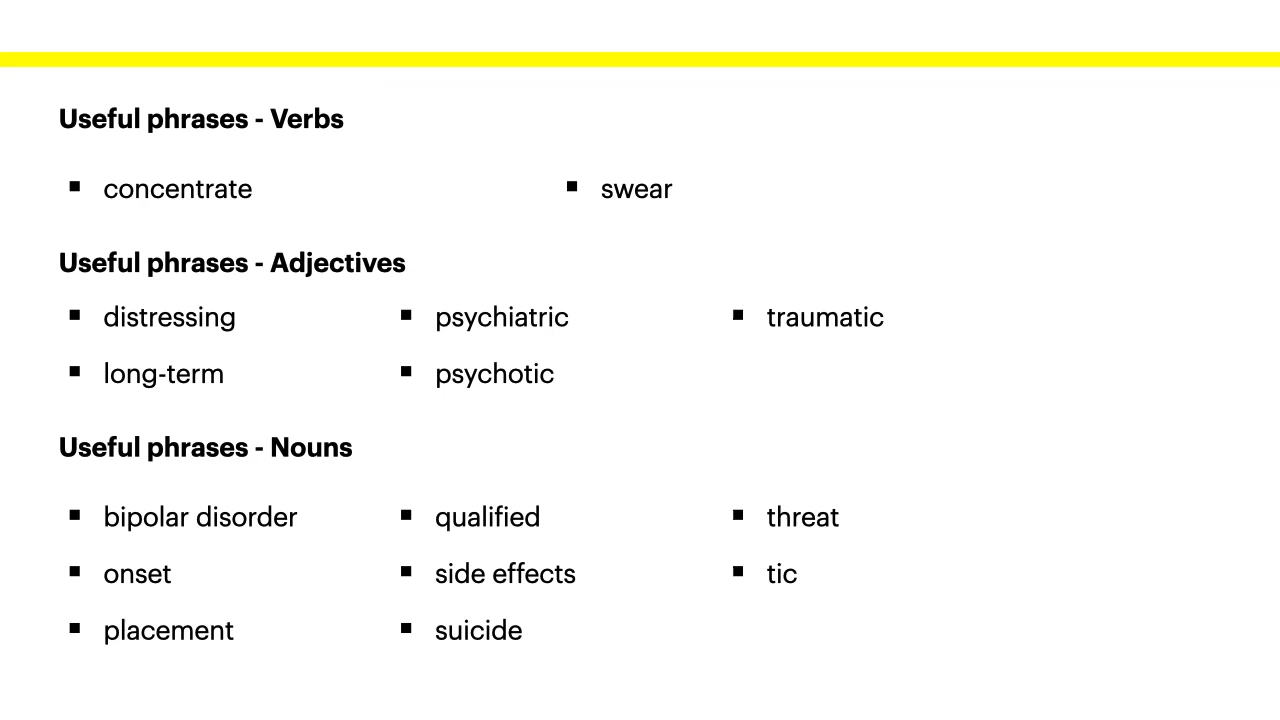 Useful phrases - Verbs
▪ concentrate ▪ swear
Useful phrases - Adjectives
▪ distressing ▪ psychiatric ▪ traumatic
▪ long-term ▪ psychotic
Useful phrases - Nouns
▪ bipolar disorder ▪ qualified ▪ threat
▪ onset ▪ side effects ▪ tic
▪ placement ▪ suicide